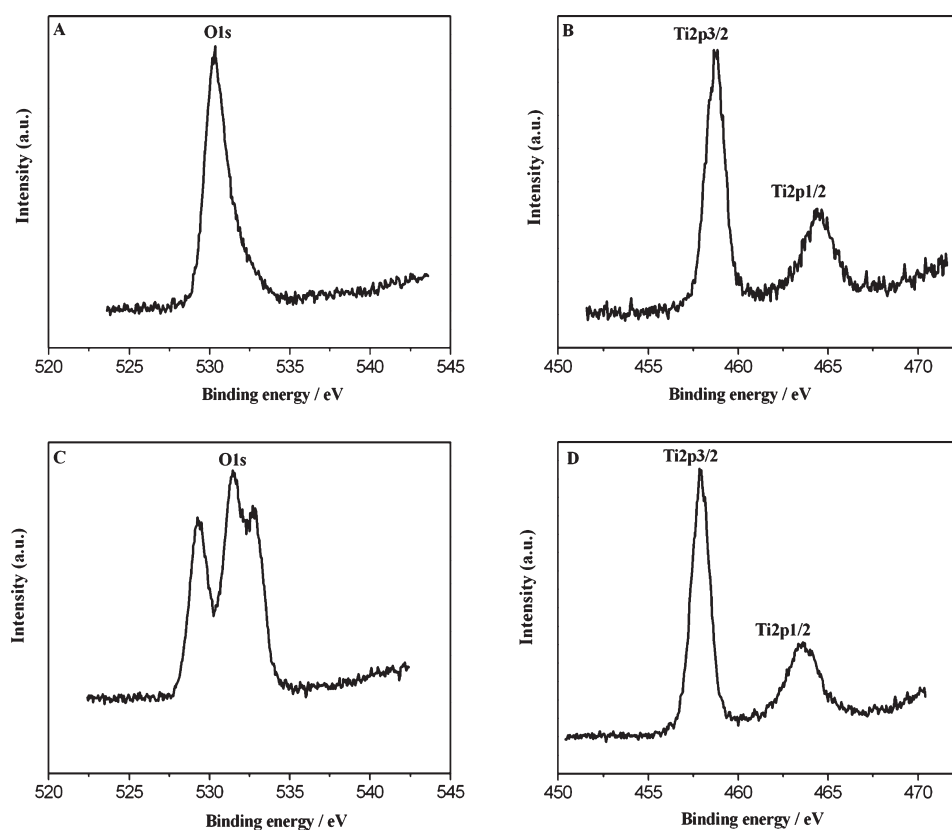 A
O1s
Intensity (a.u.)
520 525 530 535 540 545
Binding energy / eV
B
Ti2p3/2
Ti2p1/2
Intensity (a.u.)
450 455 460 465 470
Binding energy / eV
C
O1s
Intensity (a.u.)
520 525 530 535 540 545
Binding energy / eV
D
Ti2p3/2
Ti2p1/2
Intensity (a.u.)
450 455 460 465 470
Binding energy / eV